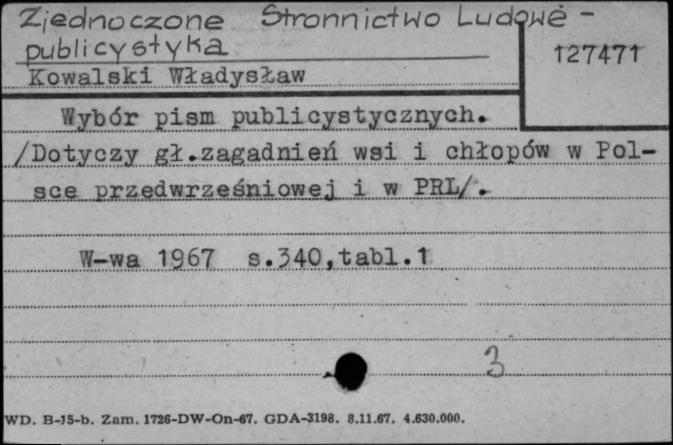 Zjednoczone Stronnictwo Ludowe -
publicystyka
127471
Kowalski Władysław
Wybór pism publicystycznych.
/Dotyczy gł.zagadnień wsi i chłopów w Pol-
sce przedwrześniowej i w PRL/.
W-wa 1967 s.340,tabl.1
3
WD. B-15-b. Zam. 1726-DW-On-67. GDA-3198. 8.11.67. 4.630.000.